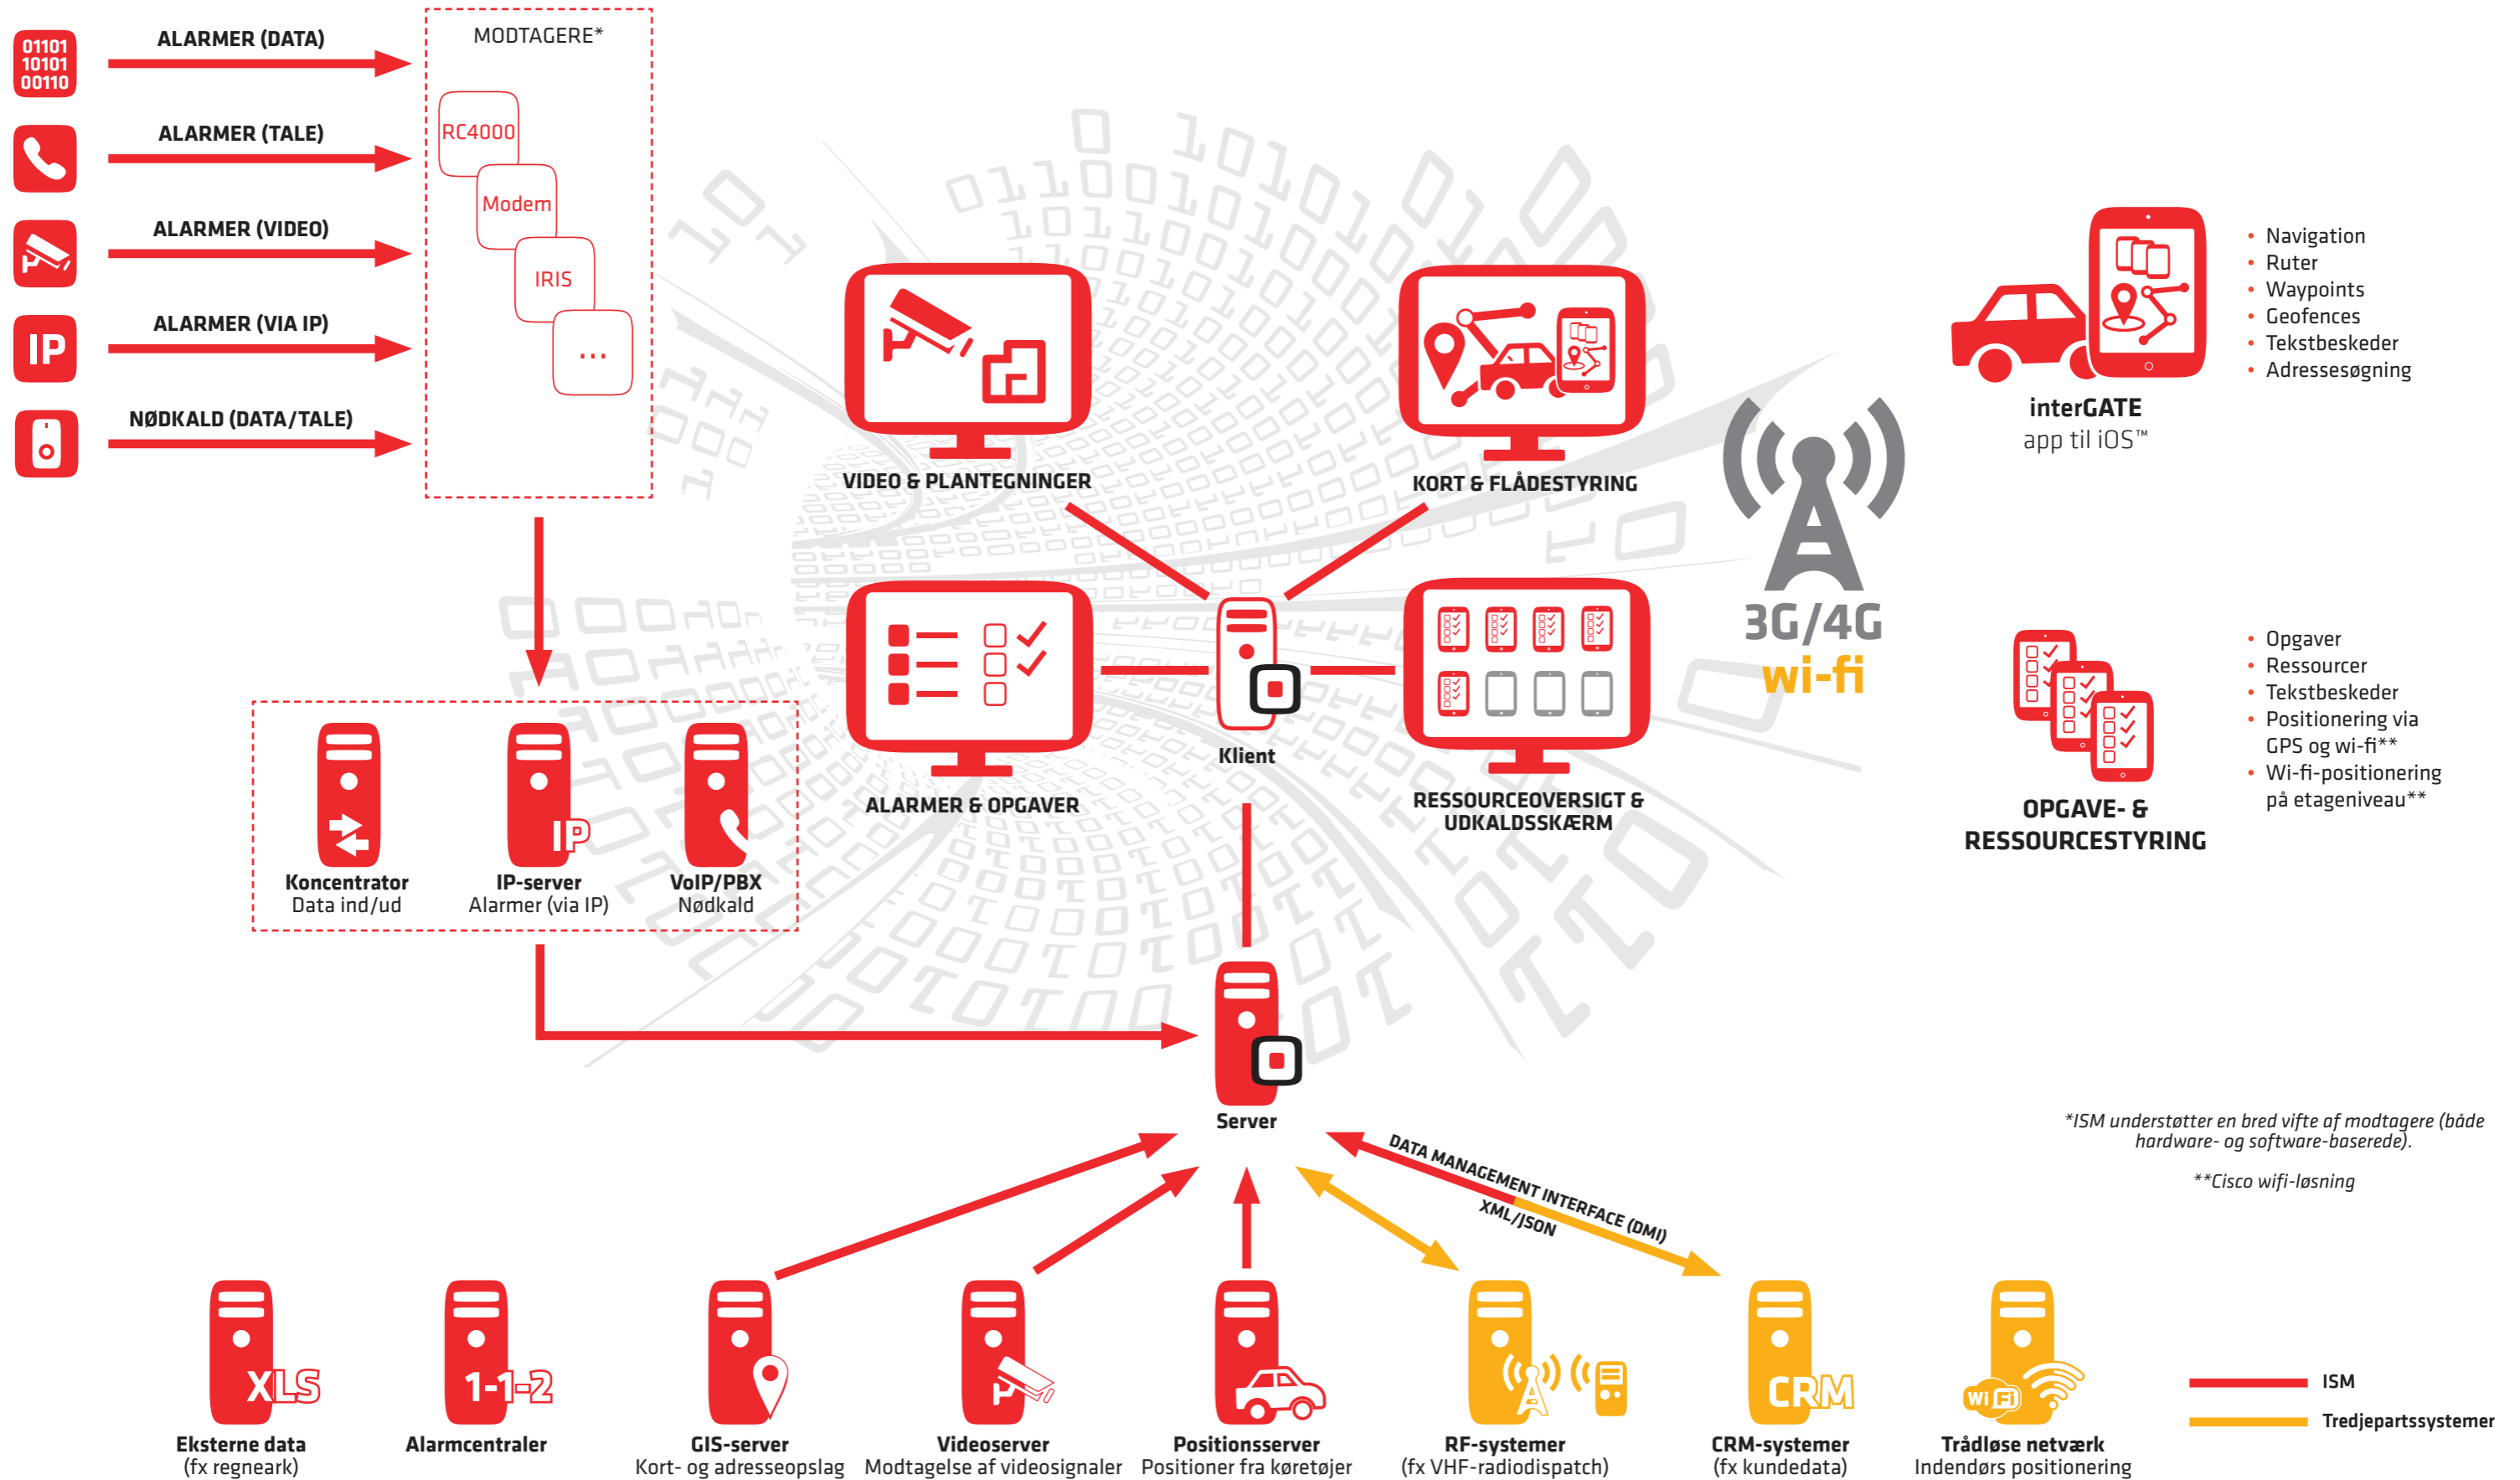 01101
10101
00110
ALARMER (DATA)
ALARMER (TALE)
ALARMER (VIDEO)
IP
ALARMER (VIA IP)
NØDKALD (DATA/TALE)
MODTAGERE*
RC4000
Modem
IRIS
...
VIDEO & PLANTEGNINGER
KORT & FLÅDESTYRING
ALARMER & OPGAVER
RESSOURCEOVERSIGT &
UDKALDSSKÆRM
Klient
3G/4G
wi-fi
interGATE
app til iOS™
• Navigation
• Ruter
• Waypoints
• Geofences
• Tekstbeskeder
• Adressesøgning
OPGAVE- &
RESSOURCESTYRING
• Opgaver
• Ressourcer
• Tekstbeskeder
• Positionering via
GPS og wi-fi**
• Wi-fi-positionering
på etageniveau**
Koncentrator
Data ind/ud
IP
IP-server
Alarmer (via IP)
VoIP/PBX
Nødkald
Server
DATA MANAGEMENT INTERFACE (DMI)
XML/JSON
*ISM understøtter en bred vifte af modtagere (både
hardware- og software-baserede).
**Cisco wifi-løsning
XLS
Eksterne data
(fx regneark)
1-1-2
Alarmcentraler
GIS-server
Kort- og adresseopslag
Videoserver
Modtagelse af videosignaler
Positionsserver
Positioner fra køretøjer
RF-systemer
(fx VHF-radiodispatch)
CRM
CRM-systemer
(fx kundedata)
WiFi
Trådløse netværk
Indendørs positionering
ISM
Tredjepartssystemer